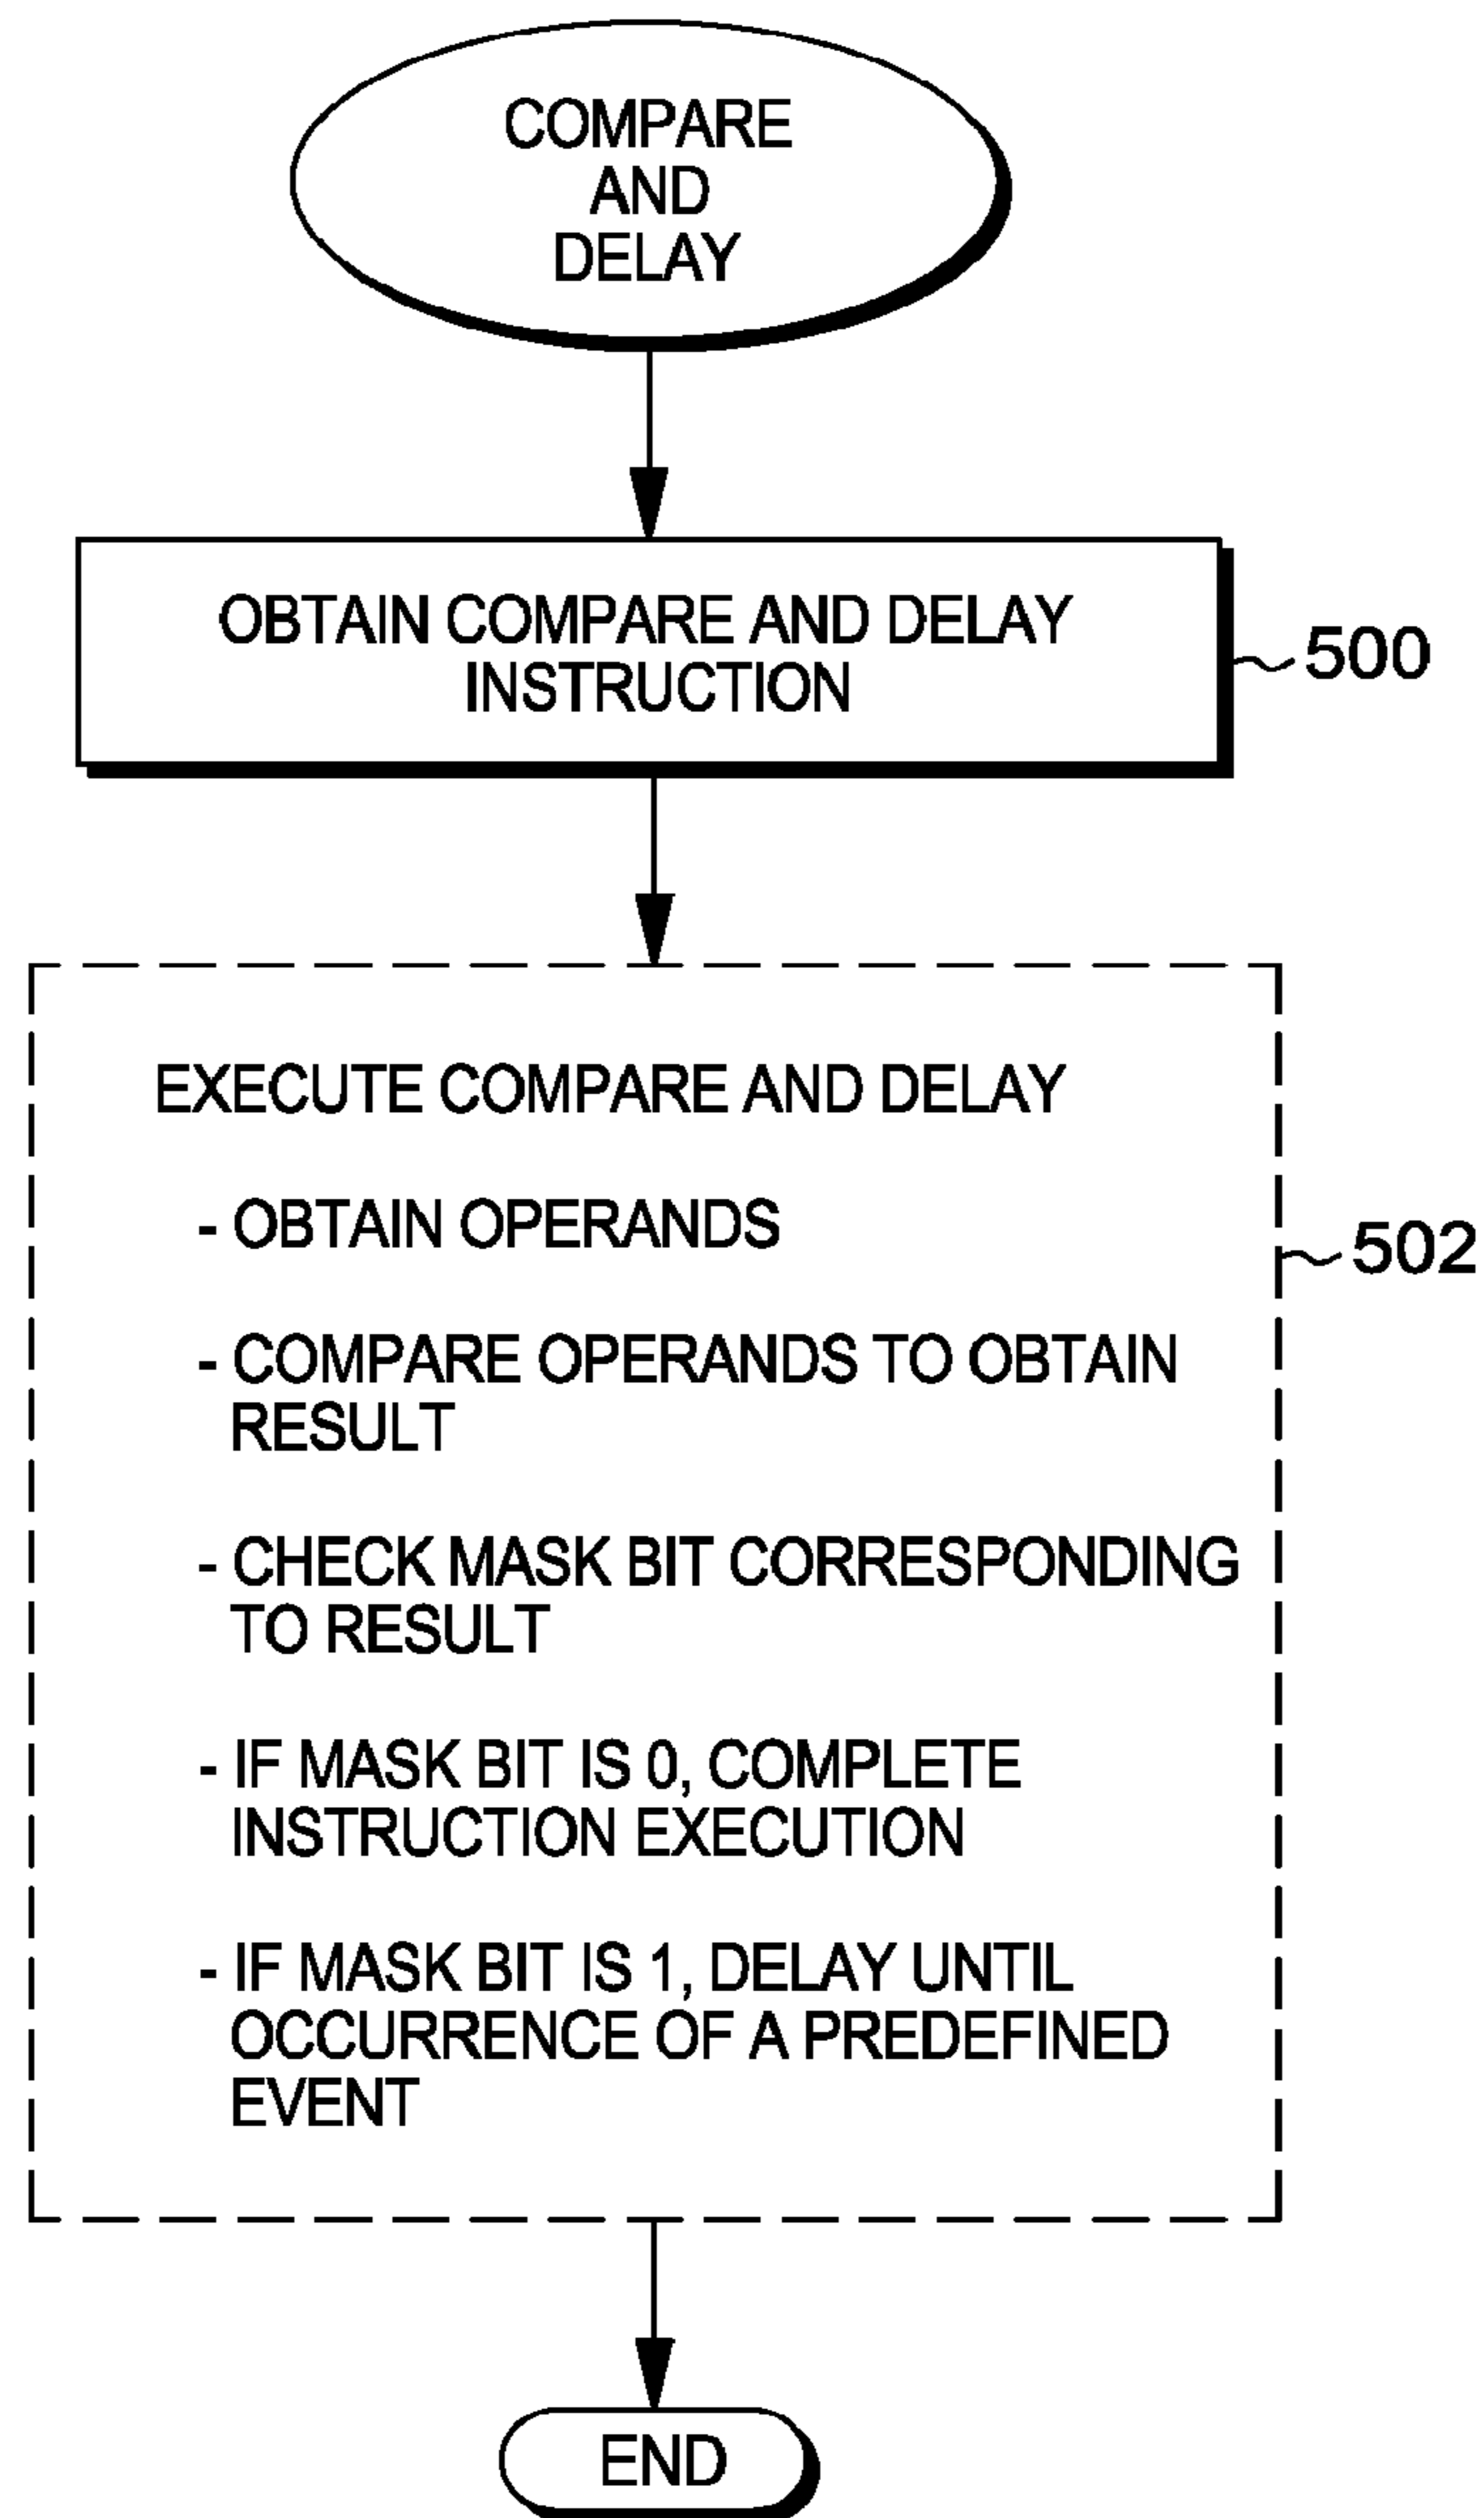 COMPARE
AND
DELAY
OBTAIN COMPARE AND DELAY
INSTRUCTION
500
EXECUTE COMPARE AND DELAY
- OBTAIN OPERANDS
502
- COMPARE OPERANDS TO OBTAIN
RESULT
- CHECK MASK BIT CORRESPONDING
TO RESULT
- IF MASK BIT IS 0, COMPLETE
INSTRUCTION EXECUTION
- IF MASK BIT IS 1, DELAY UNTIL
OCCURRENCE OF A PREDEFINED
EVENT
END